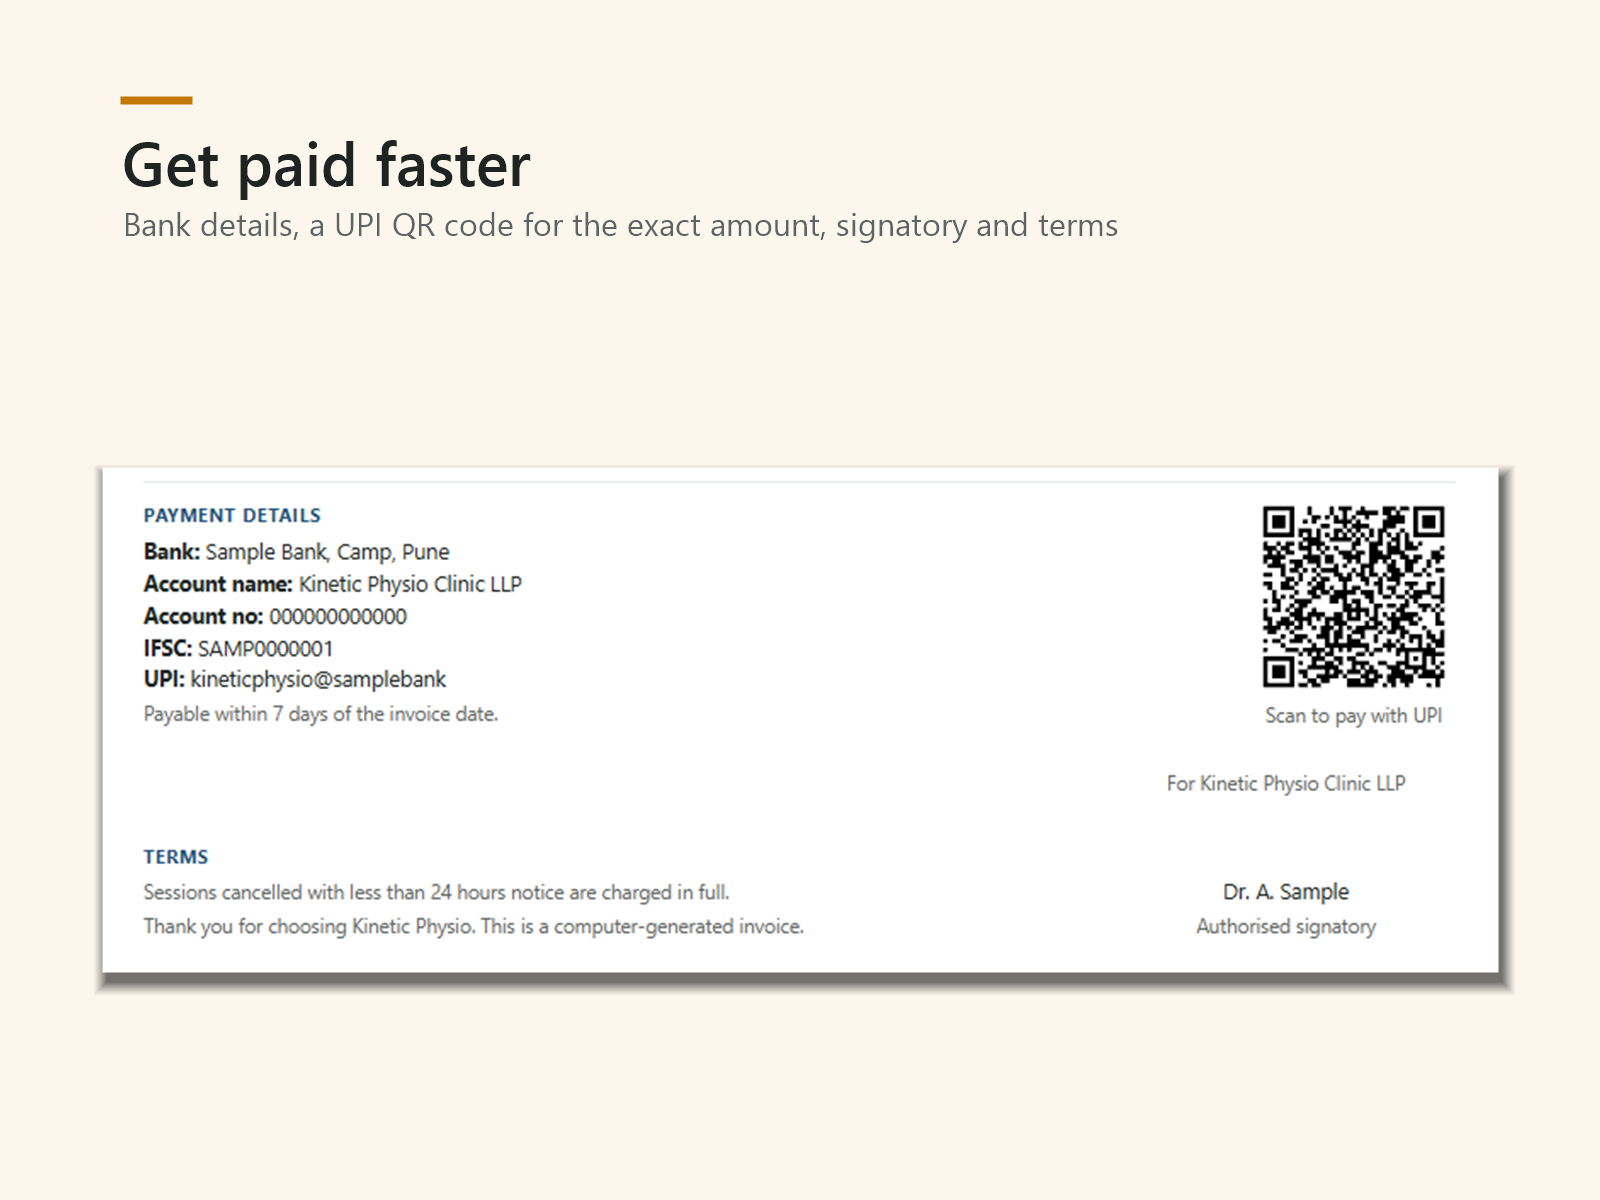 Get paid faster
Bank details, a UPI QR code for the exact amount, signatory and terms
PAYMENT DETAILS
Bank: Sample Bank, Camp, Pune
Account name: Kinetic Physio Clinic LLP
Account no: 000000000000
IFSC: SAMP0000001
UPI: kineticphysio@samplebank
Payable within 7 days of the invoice date.
Scan to pay with UPI
For Kinetic Physio Clinic LLP
TERMS
Sessions cancelled with less than 24 hours notice are charged in full.
Thank you for choosing Kinetic Physio. This is a computer-generated invoice.
Dr. A. Sample
Authorised signatory